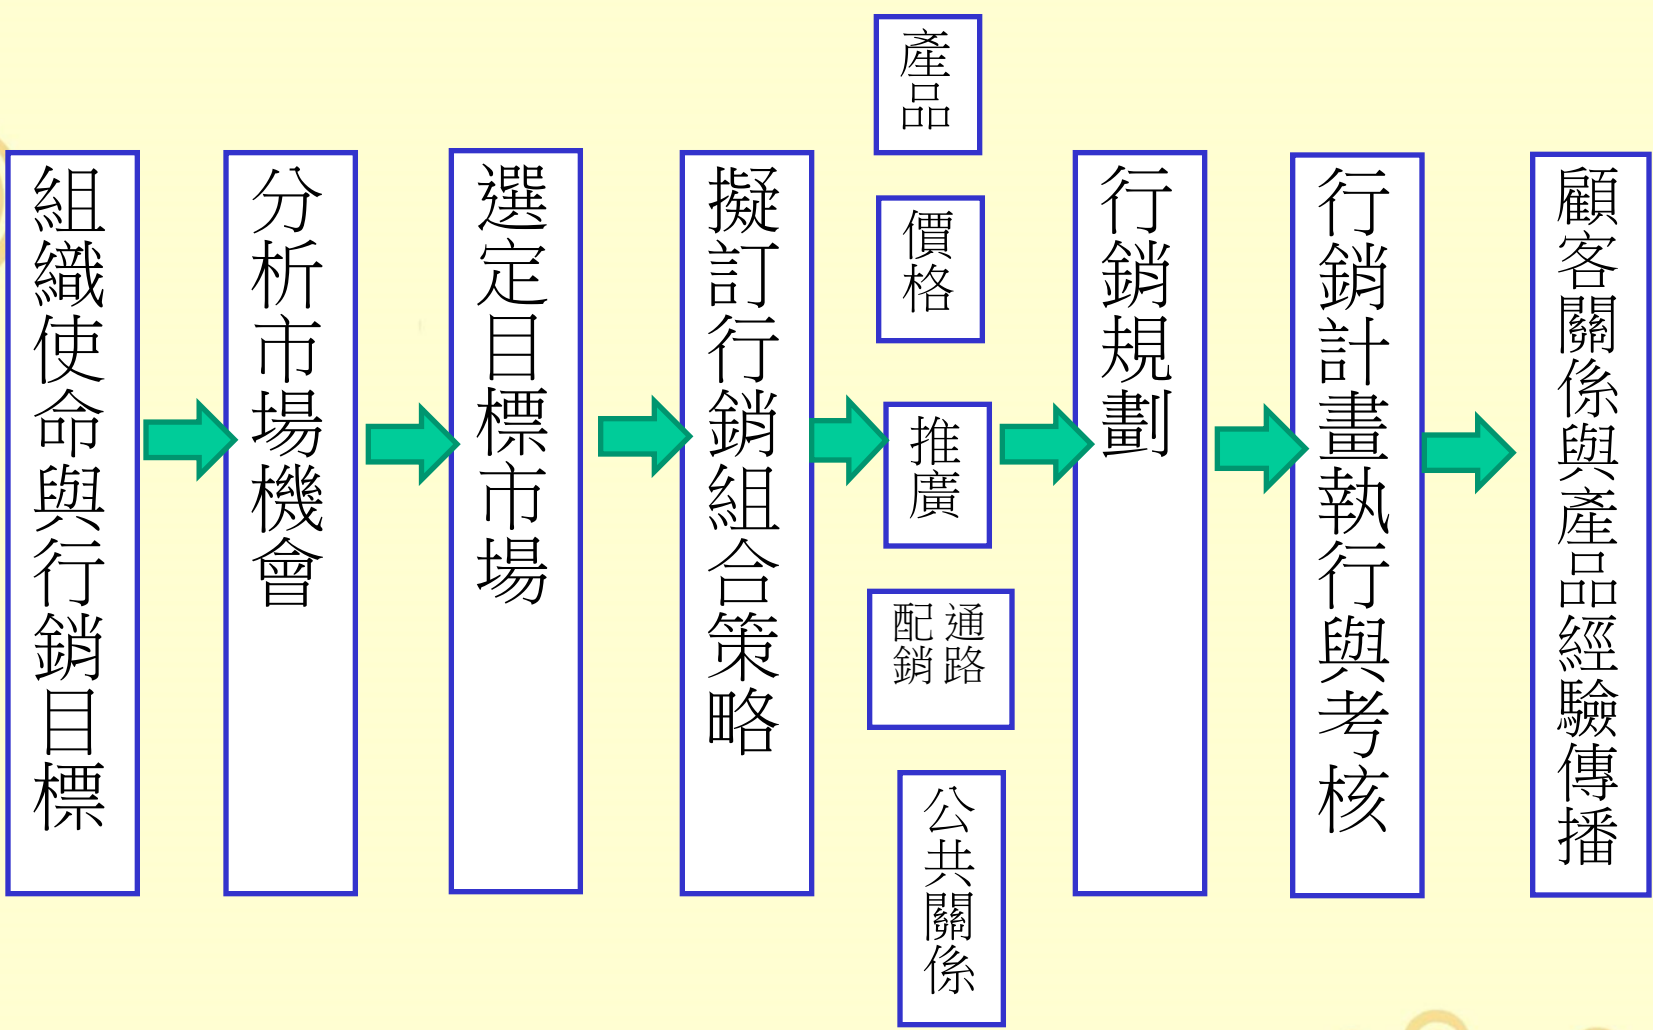 組織使命與行銷目標
分析市場機會
選定目標市場
擬訂行銷組合策略
產品
價格
推廣
通路
配銷
公共關係
行銷規劃
行銷計畫執行與考核
顧客關係與產品經驗傳播